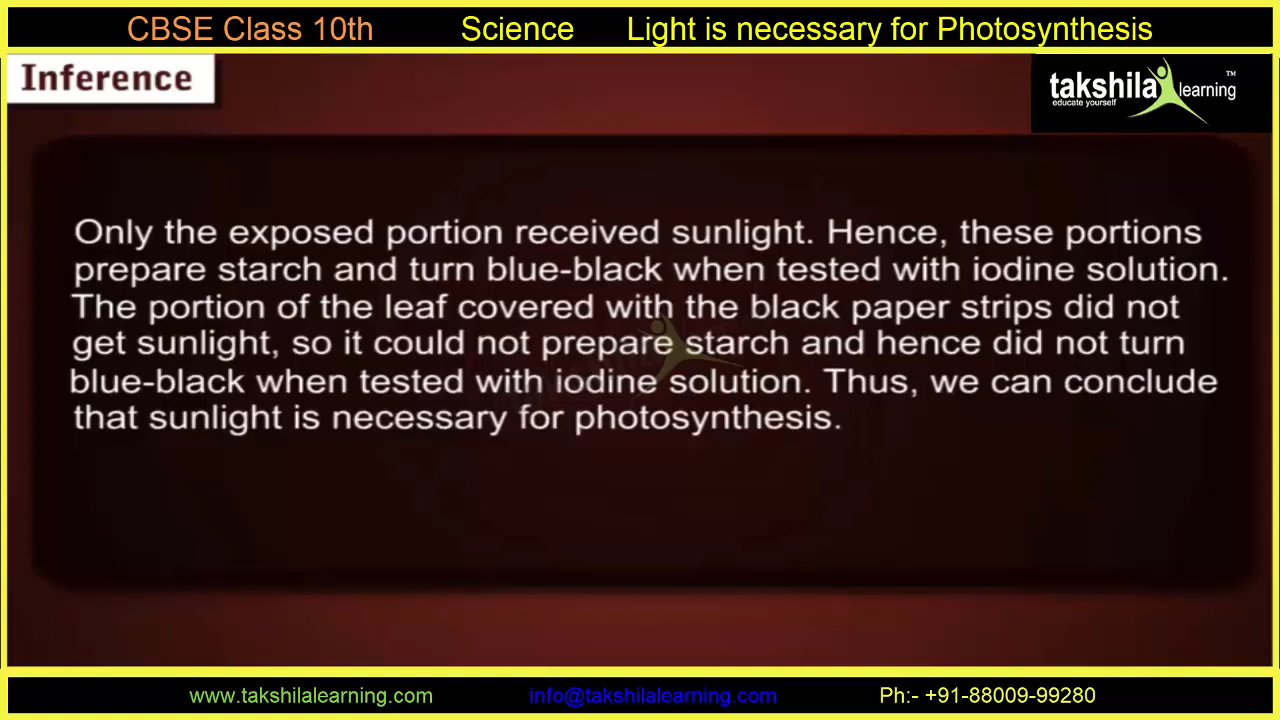 CBSE Class 10th Science Light is necessary for Photosynthesis
Inference
takshila learning ™
educate yourself
Only the exposed portion received sunlight. Hence, these portions
prepare starch and turn blue-black when tested with iodine solution.
The portion of the leaf covered with the black paper strips did not
get sunlight, so it could not prepare starch and hence did not turn
blue-black when tested with iodine solution. Thus, we can conclude
that sunlight is necessary for photosynthesis.
www.takshilalearning.com info@takshilalearning.com Ph:- +91-88009-99280